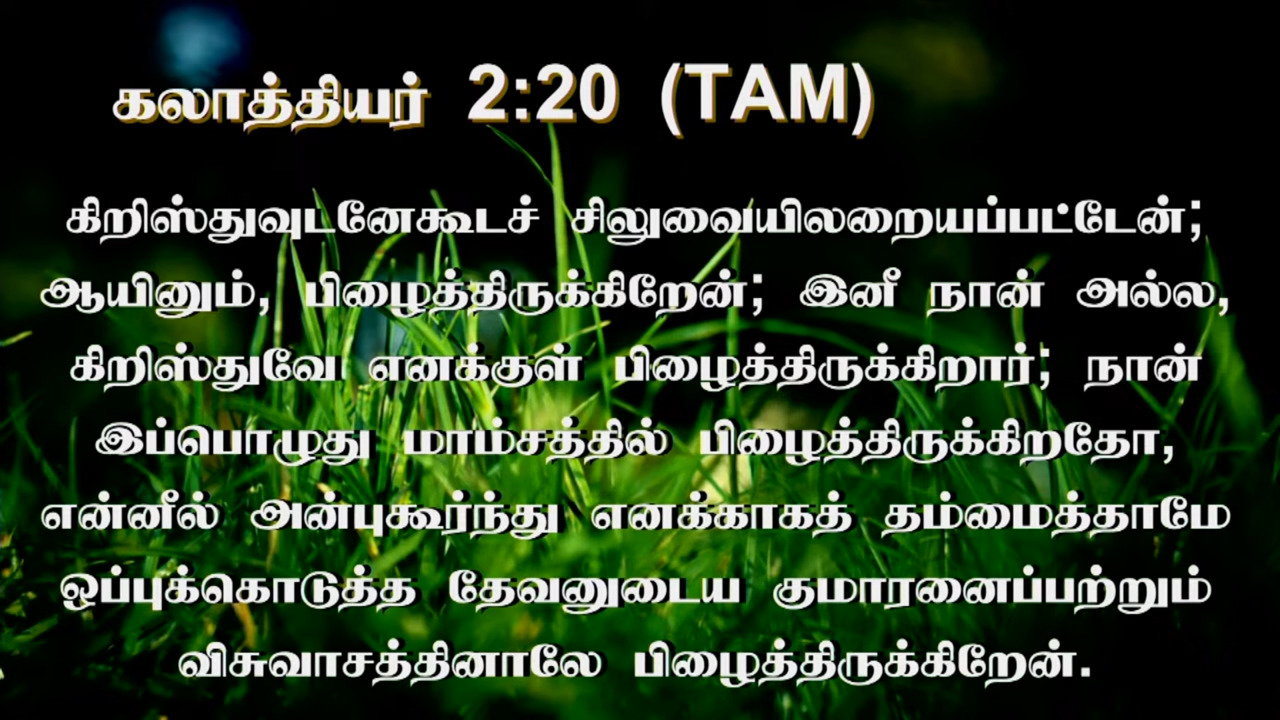 கலாத்தியர் 2:20 (TAM)
கிறிஸ்துவுடனேகூடச் சிலுவையிலறையப்பட்டேன்;
ஆயினும், பிழைத்திருக்கிறேன்; இனீ நான் அல்ல,
கிறிஸ்துவே எனக்குள் பிழைத்திருக்கிறார்; நான்
இப்பொழுது மாம்சத்தில் பிழைத்திருக்கிறதோ,
என்னீல் அன்புகூர்ந்து எனக்காகத் தம்மைத்தாமே
ஒப்புக்கொடுத்த தேவனுடைய குமாரனைப்பற்றும்
விசுவாசத்தினாலே பிழைத்திருக்கிறேன்.